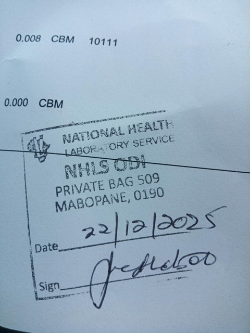 0.008 CBM 10111
0.000 CBM
NATIONAL HEALTH
LABORATORY SERVICE
NHLS ODI
PRIVATE BAG 509
MABOPANE, 0190
Date 22/12/2025
Sign